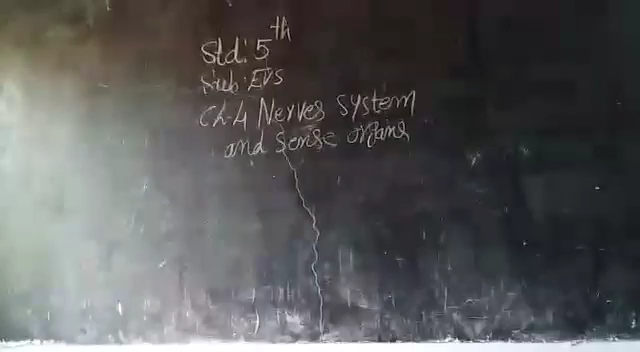 Std: 5th
Sub: EVS
Ch-4 Nerves System
and Sense organs